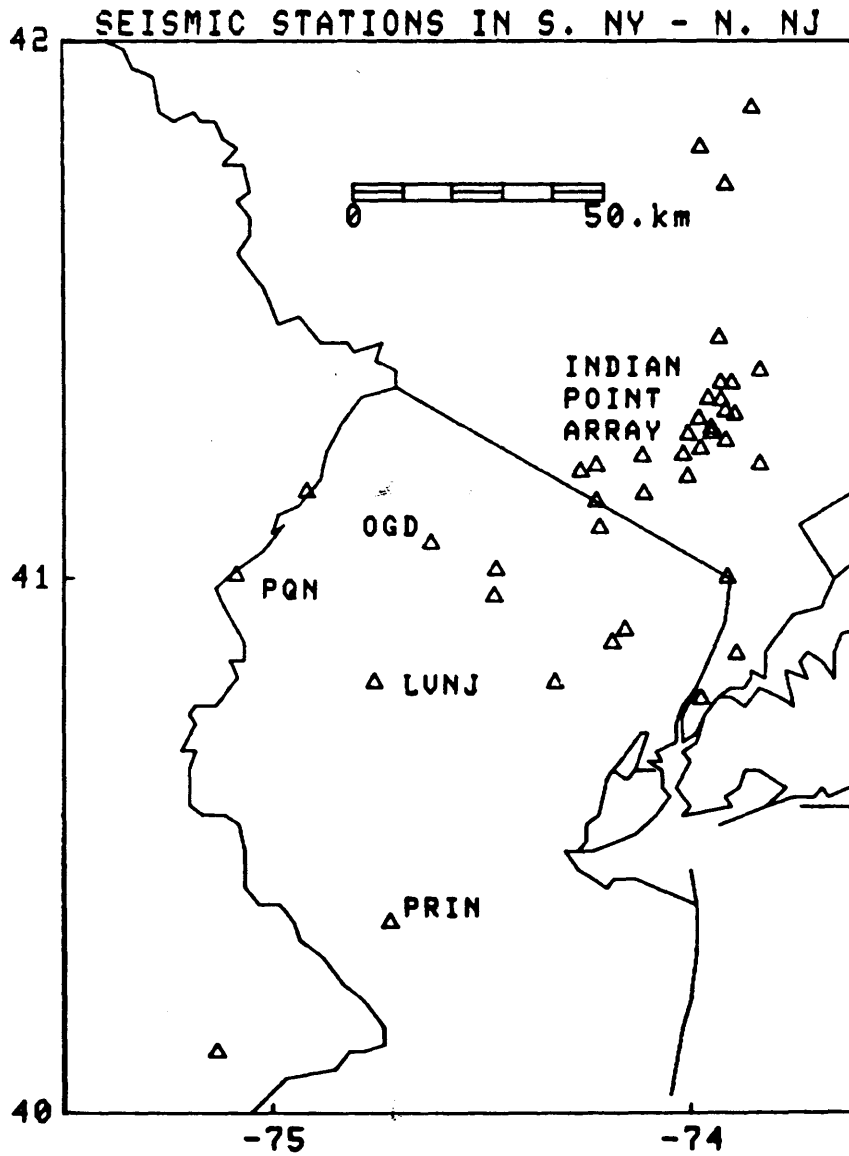 SEISMIC STATIONS IN S. NY - N. NJ
42
0 50.km
INDIAN
POINT
ARRAY
OGD
41
PQN
LVNJ
PRIN
40
-75 -74